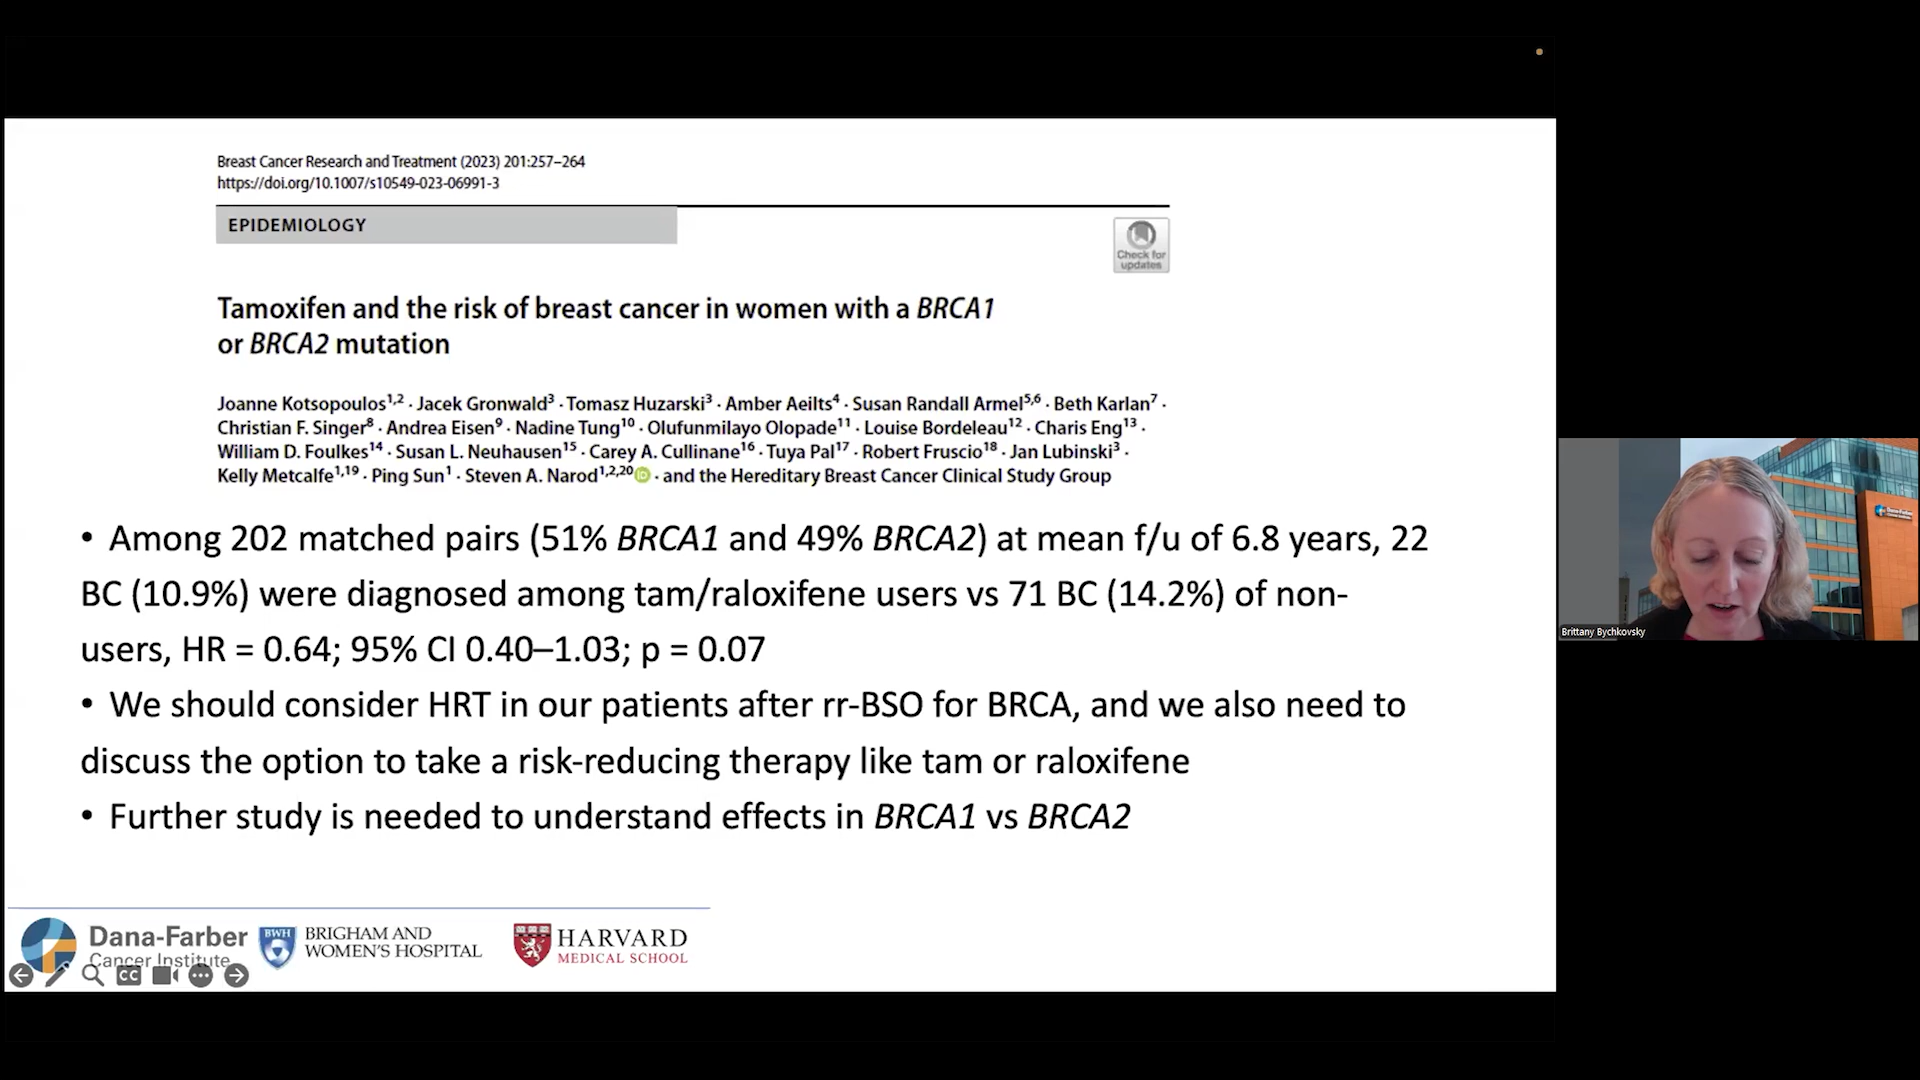 Breast Cancer Research and Treatment (2023) 201:257–264
https://doi.org/10.1007/s10549-023-06991-3
EPIDEMIOLOGY
Check for
updates
Tamoxifen and the risk of breast cancer in women with a BRCA1
or BRCA2 mutation
Joanne Kotsopoulos1,2 · Jacek Gronwald3 · Tomasz Huzarski3 · Amber Aeilts4 · Susan Randall Armel5,6 · Beth Karlan7 ·
Christian F. Singer8 · Andrea Eisen9 · Nadine Tung10 · Olufunmilayo Olopade11 · Louise Bordeleau12 · Charis Eng13 ·
William D. Foulkes14 · Susan L. Neuhausen15 · Carey A. Cullinane16 · Tuya Pal17 · Robert Fruscio18 · Jan Lubinski3 ·
Kelly Metcalfe1,19 · Ping Sun1 · Steven A. Narod1,2,20 iD · and the Hereditary Breast Cancer Clinical Study Group
• Among 202 matched pairs (51% BRCA1 and 49% BRCA2) at mean f/u of 6.8 years, 22
BC (10.9%) were diagnosed among tam/raloxifene users vs 71 BC (14.2%) of non-
users, HR = 0.64; 95% CI 0.40–1.03; p = 0.07
• We should consider HRT in our patients after rr-BSO for BRCA, and we also need to
discuss the option to take a risk-reducing therapy like tam or raloxifene
• Further study is needed to understand effects in BRCA1 vs BRCA2
Dana-Farber
Cancer Institute
BWH
BRIGHAM AND
WOMEN'S HOSPITAL
HARVARD
MEDICAL SCHOOL
CC
Dana-Farber
Brittany Bychkovsky